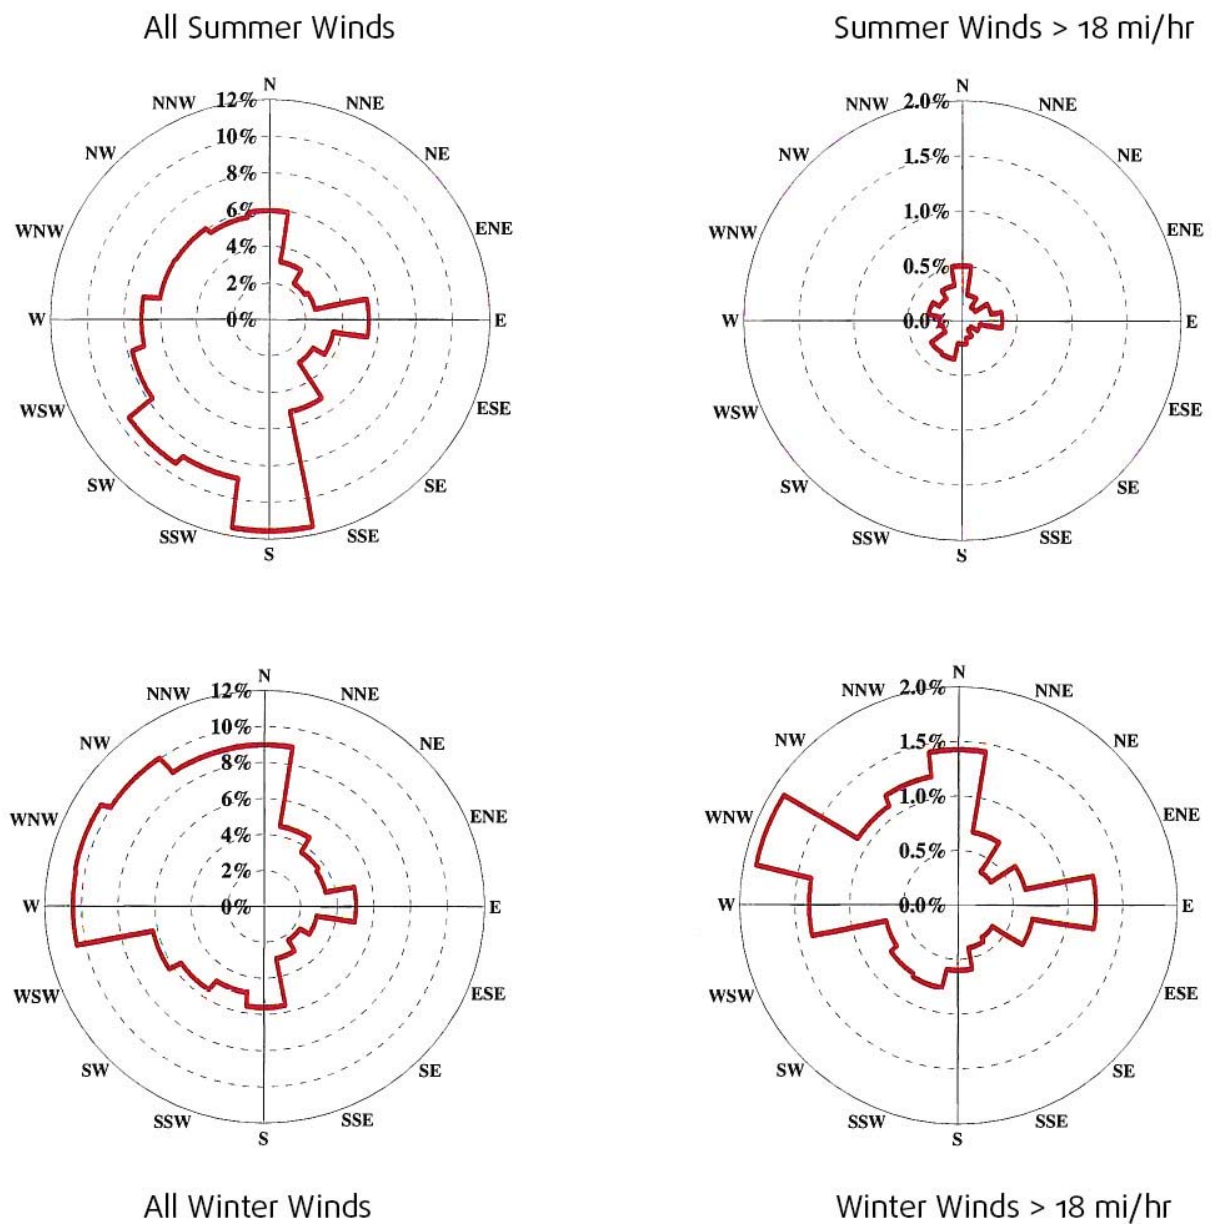 All Summer Winds
Summer Winds > 18 mi/hr
N
NNW 12% NNE
NW 10% NE
8%
WNW 6% ENE
4%
2%
W 0% E
WSW ESE
SW SE
SSW SSE
S
N
NNW 2.0% NNE
NW 1.5% NE
WNW 1.0% ENE
0.5%
W 0.0% E
WSW ESE
SW SE
SSW SSE
S
N
NNW 12% NNE
NW 10% NE
8%
WNW 6% ENE
4%
2%
W 0% E
WSW ESE
SW SE
SSW SSE
S
N
NNW 2.0% NNE
NW 1.5% NE
WNW 1.0% ENE
0.5%
W 0.0% E
WSW ESE
SW SE
SSW SSE
S
All Winter Winds
Winter Winds > 18 mi/hr